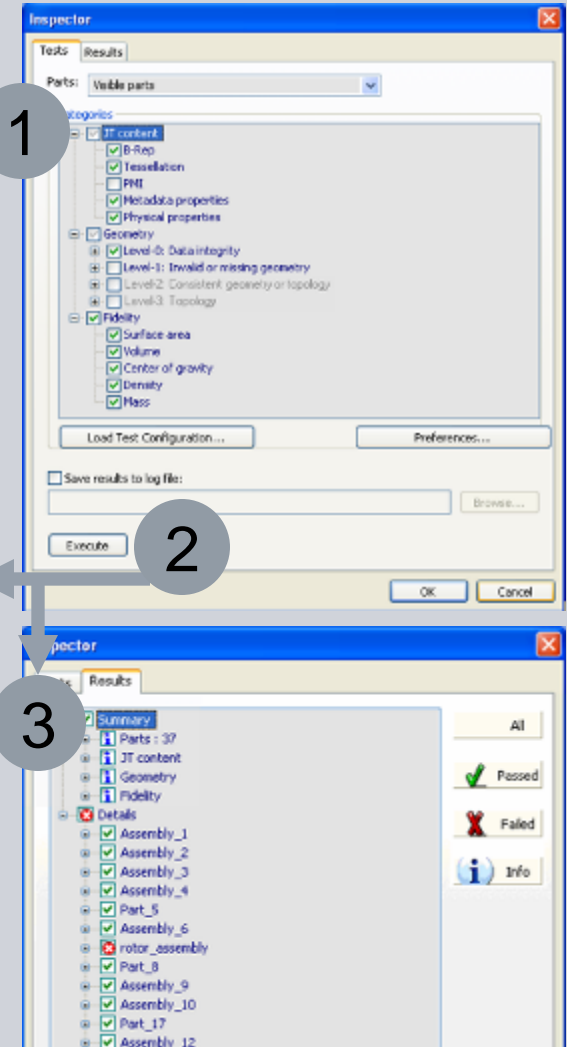 Inspector
Tests Results
Parts: Visible parts
1
JT content
B-Rep
Tessellation
PMI
Metadata properties
Physical properties
Geometry
Level-0: Data integrity
Level-1: Invalid or missing geometry
Level-2: Consistent geometry or topology
Level-3: Topology
Fidelity
Surface area
Volume
Center of gravity
Density
Mass
Load Test Configuration... Preferences...
Save results to log file:
Browse...
Execute
2
OK Cancel
pector
Results
3
Summary
Parts : 37
JT content
Geometry
Fidelity
Details
Assembly_1
Assembly_2
Assembly_3
Assembly_4
Part_5
Assembly_6
rotor_assembly
Part_8
Assembly_9
Assembly_10
Part_17
Assembly_12
All
Passed
Failed
Info